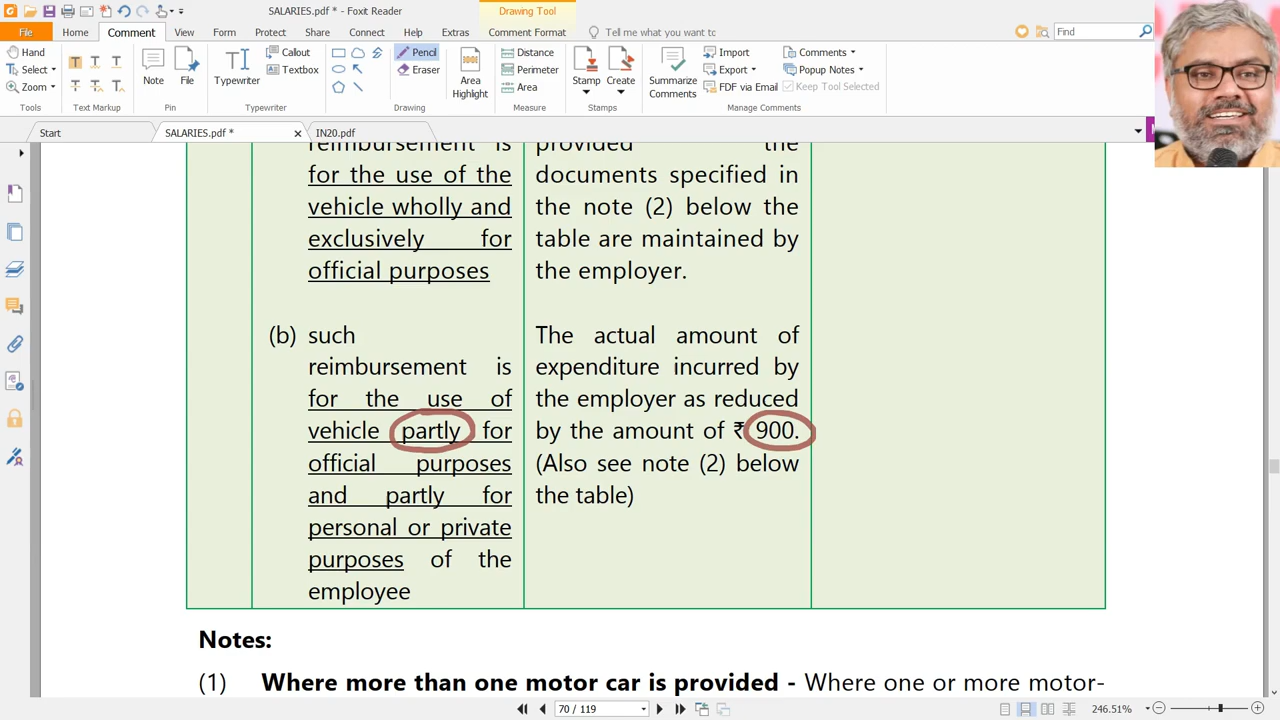 SALARIES.pdf * - Foxit Reader
Drawing Tool
File
Home
Comment
View
Form
Protect
Share
Connect
Help
Extras
Comment Format
Tell me what you want to
Find
Hand
Select
Zoom
Tools
Text Markup
Note
File
Pin
Typewriter
Callout
Textbox
Typewriter
Pencil
Eraser
Drawing
Area
Highlight
Distance
Perimeter
Area
Measure
Stamp
Create
Stamps
Summarize
Comments
Import
Export
FDF via Email
Comments
Popup Notes
Keep Tool Selected
Manage Comments
Start
SALARIES.pdf *
IN20.pdf
reimbursement is
for the use of the
vehicle wholly and
exclusively for
official purposes
provided the
documents specified in
the note (2) below the
table are maintained by
the employer.
(b) such
reimbursement is
for the use of
vehicle partly for
official purposes
and partly for
personal or private
purposes of the
employee
The actual amount of
expenditure incurred by
the employer as reduced
by the amount of ₹ 900.
(Also see note (2) below
the table)
Notes:
(1) Where more than one motor car is provided - Where one or more motor-
70 / 119
246.51%